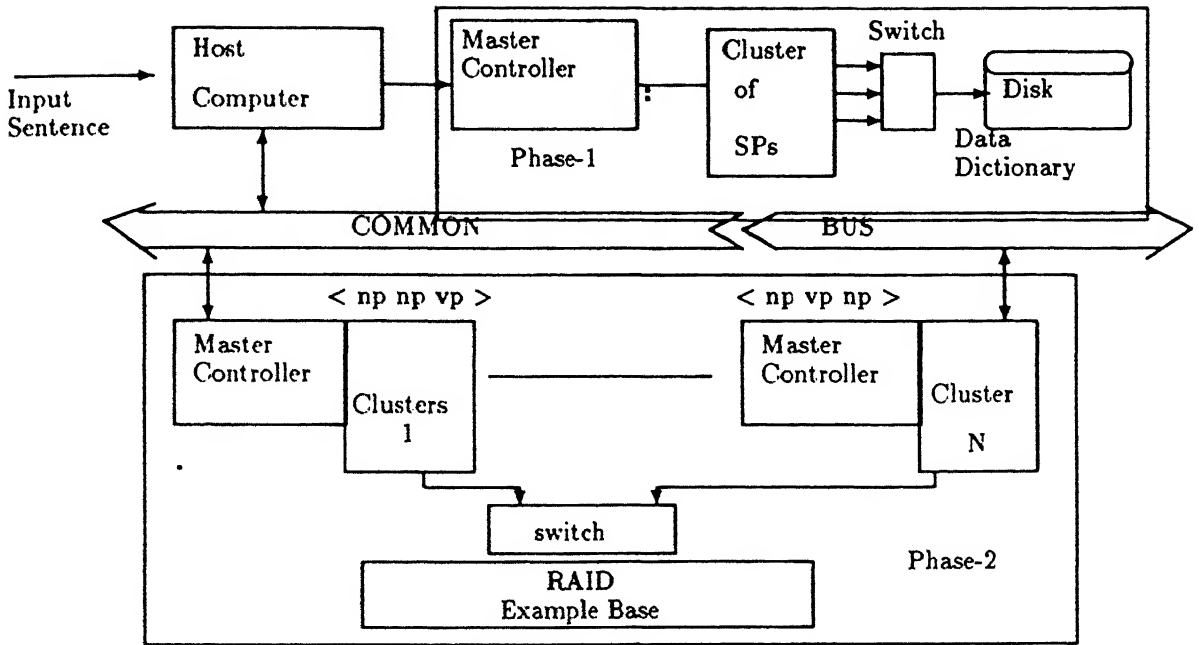 Input
Sentence
Host
Computer
Master
Controller
Phase-1
Cluster
of
SPs
Switch
Disk
Data
Dictionary
COMMON
BUS
< np np vp >
< np vp np >
Master
Controller
Clusters
1
Master
Controller
Cluster
N
switch
RAID
Example Base
Phase-2